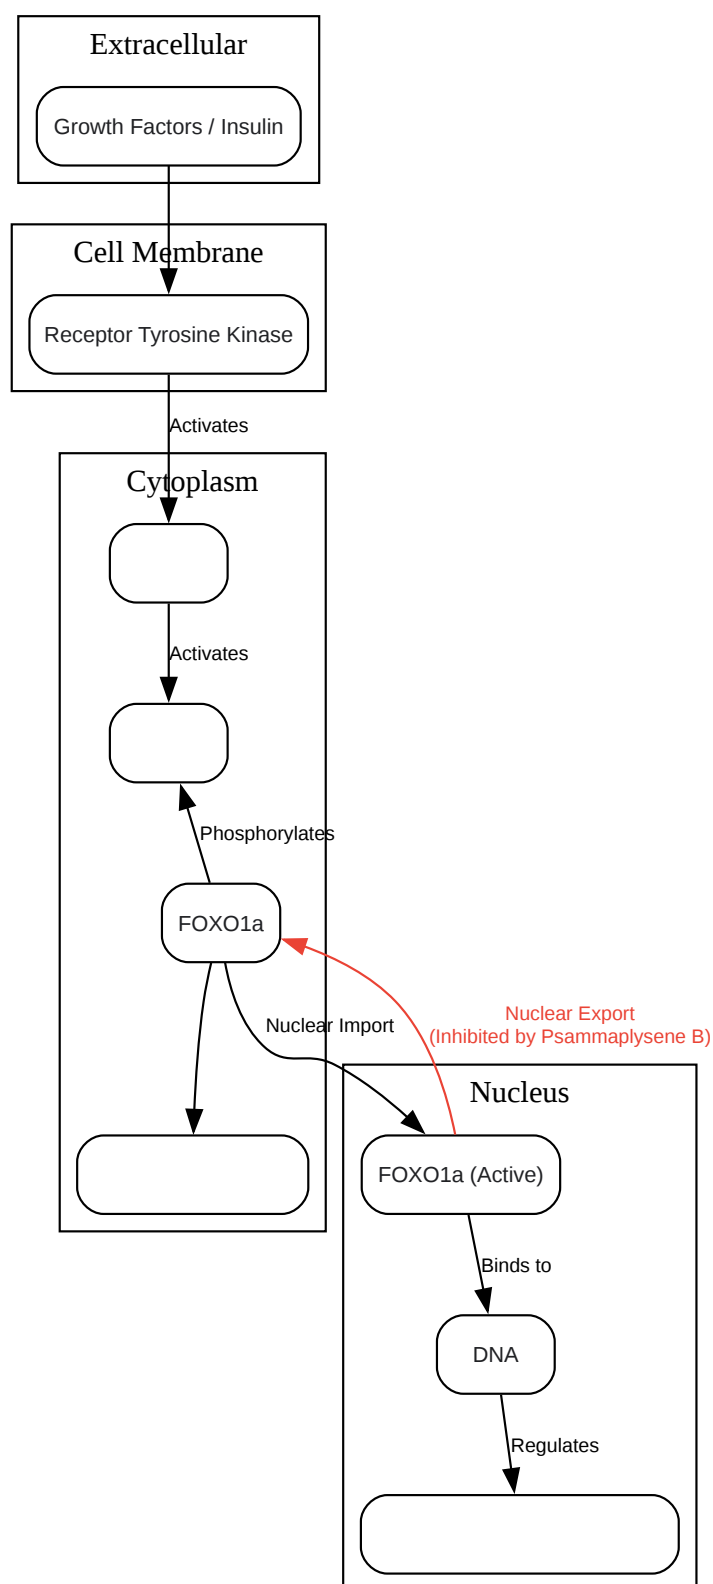 Extracellular
Growth Factors / Insulin
Cell Membrane
Receptor Tyrosine Kinase
Activates
Cytoplasm
Activates
Phosphorylates
FOXO1a
Nuclear Import
Nuclear Export
(Inhibited by Psammaplysene B)
Nucleus
FOXO1a (Active)
Binds to
DNA
Regulates